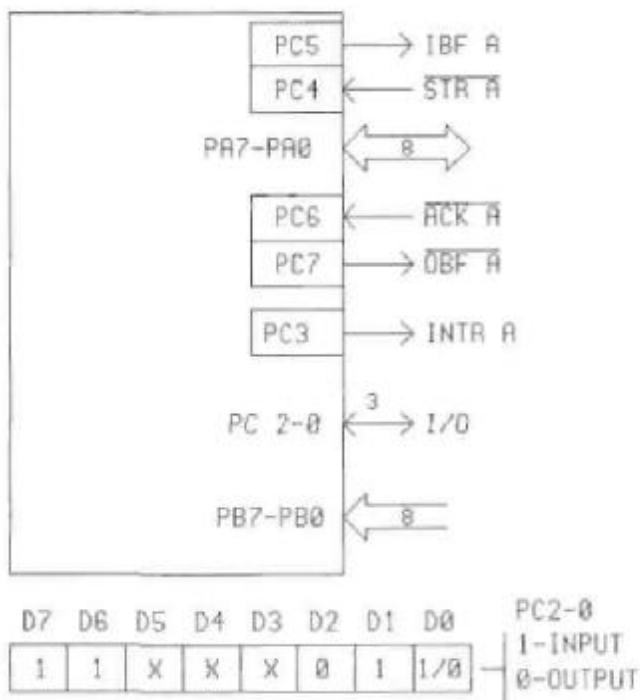 PC5 IBF A
PC4 STR A
PA7-PA0 8
PC6 ACK A
PC7 OBF A
PC3 INTR A
3
PC 2-0 I/O
PB7-PB0 8
D7 D6 D5 D4 D3 D2 D1 D0 PC2-0
1-INPUT
1 1 X X X 0 1 1/0
0-OUTPUT